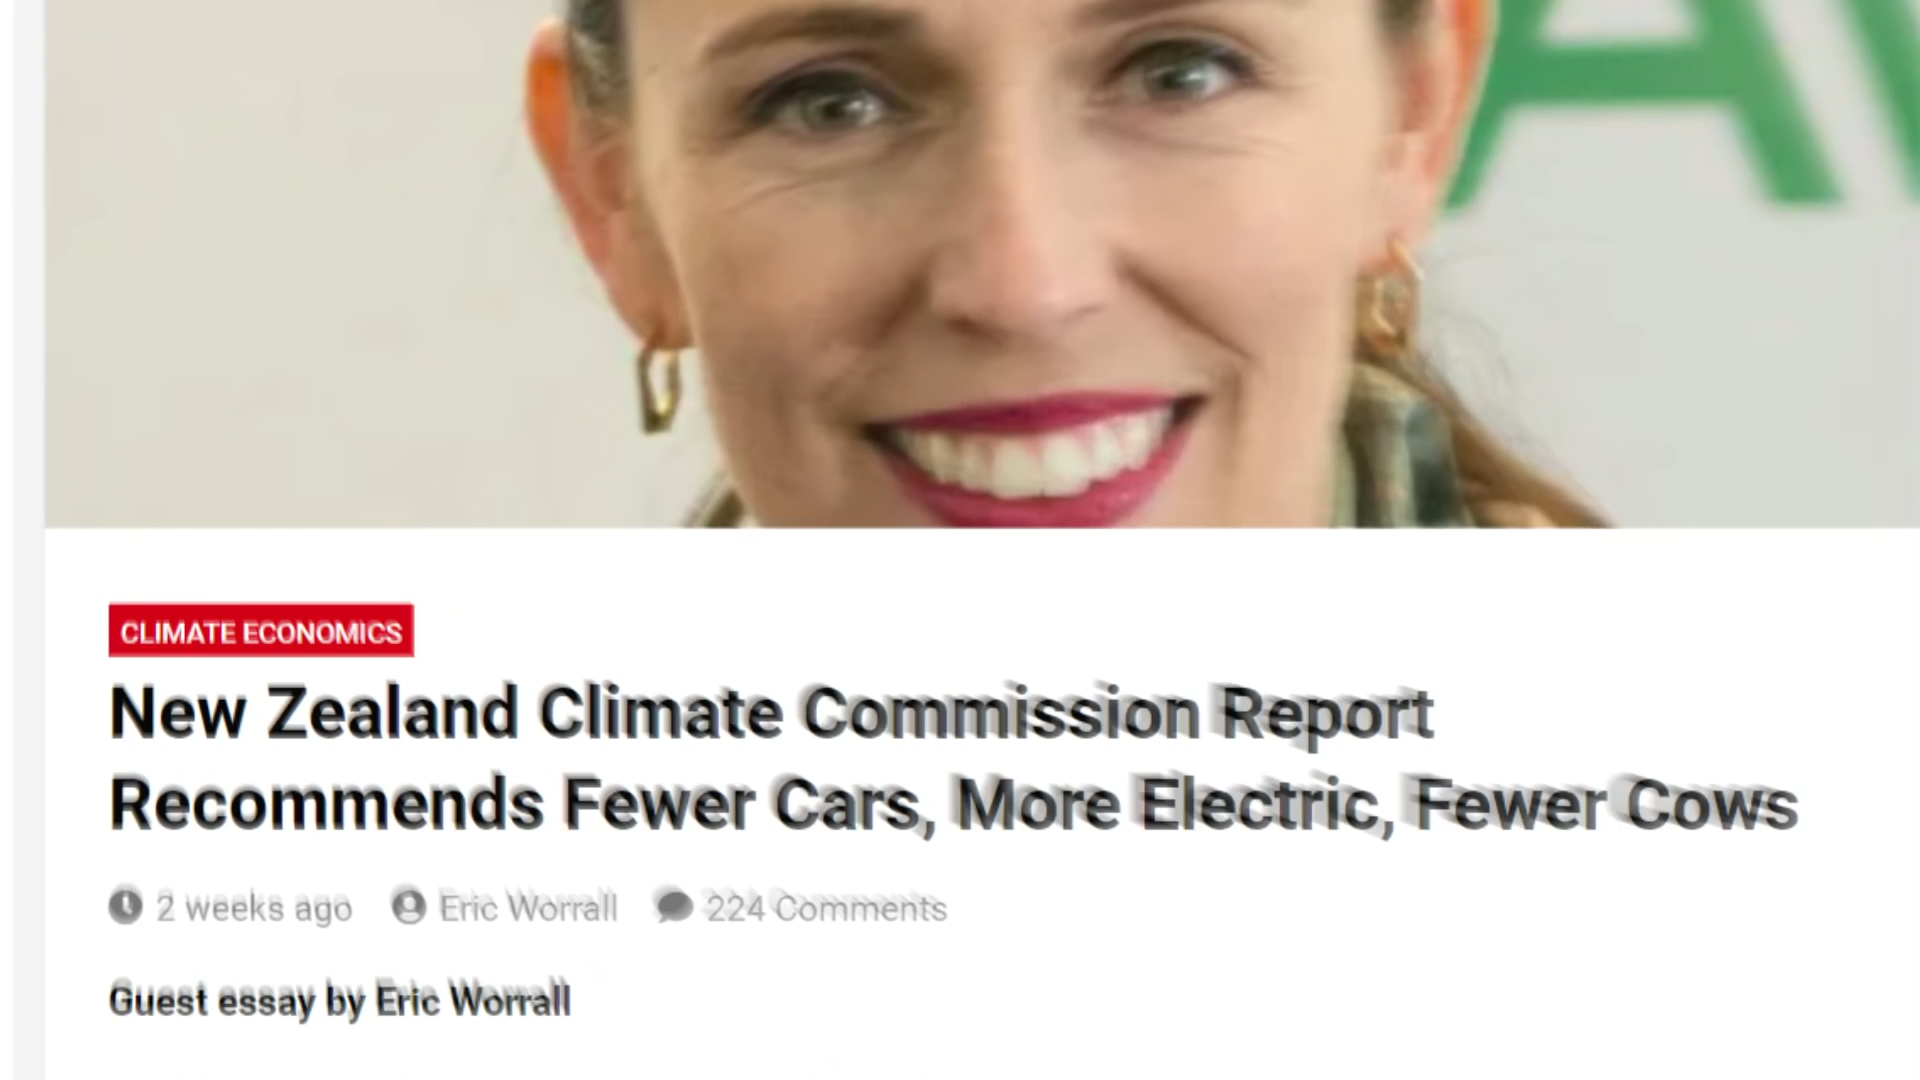 CLIMATE ECONOMICS
New Zealand Climate Commission Report
Recommends Fewer Cars, More Electric, Fewer Cows
2 weeks ago Eric Worrall 224 Comments
Guest essay by Eric Worrall